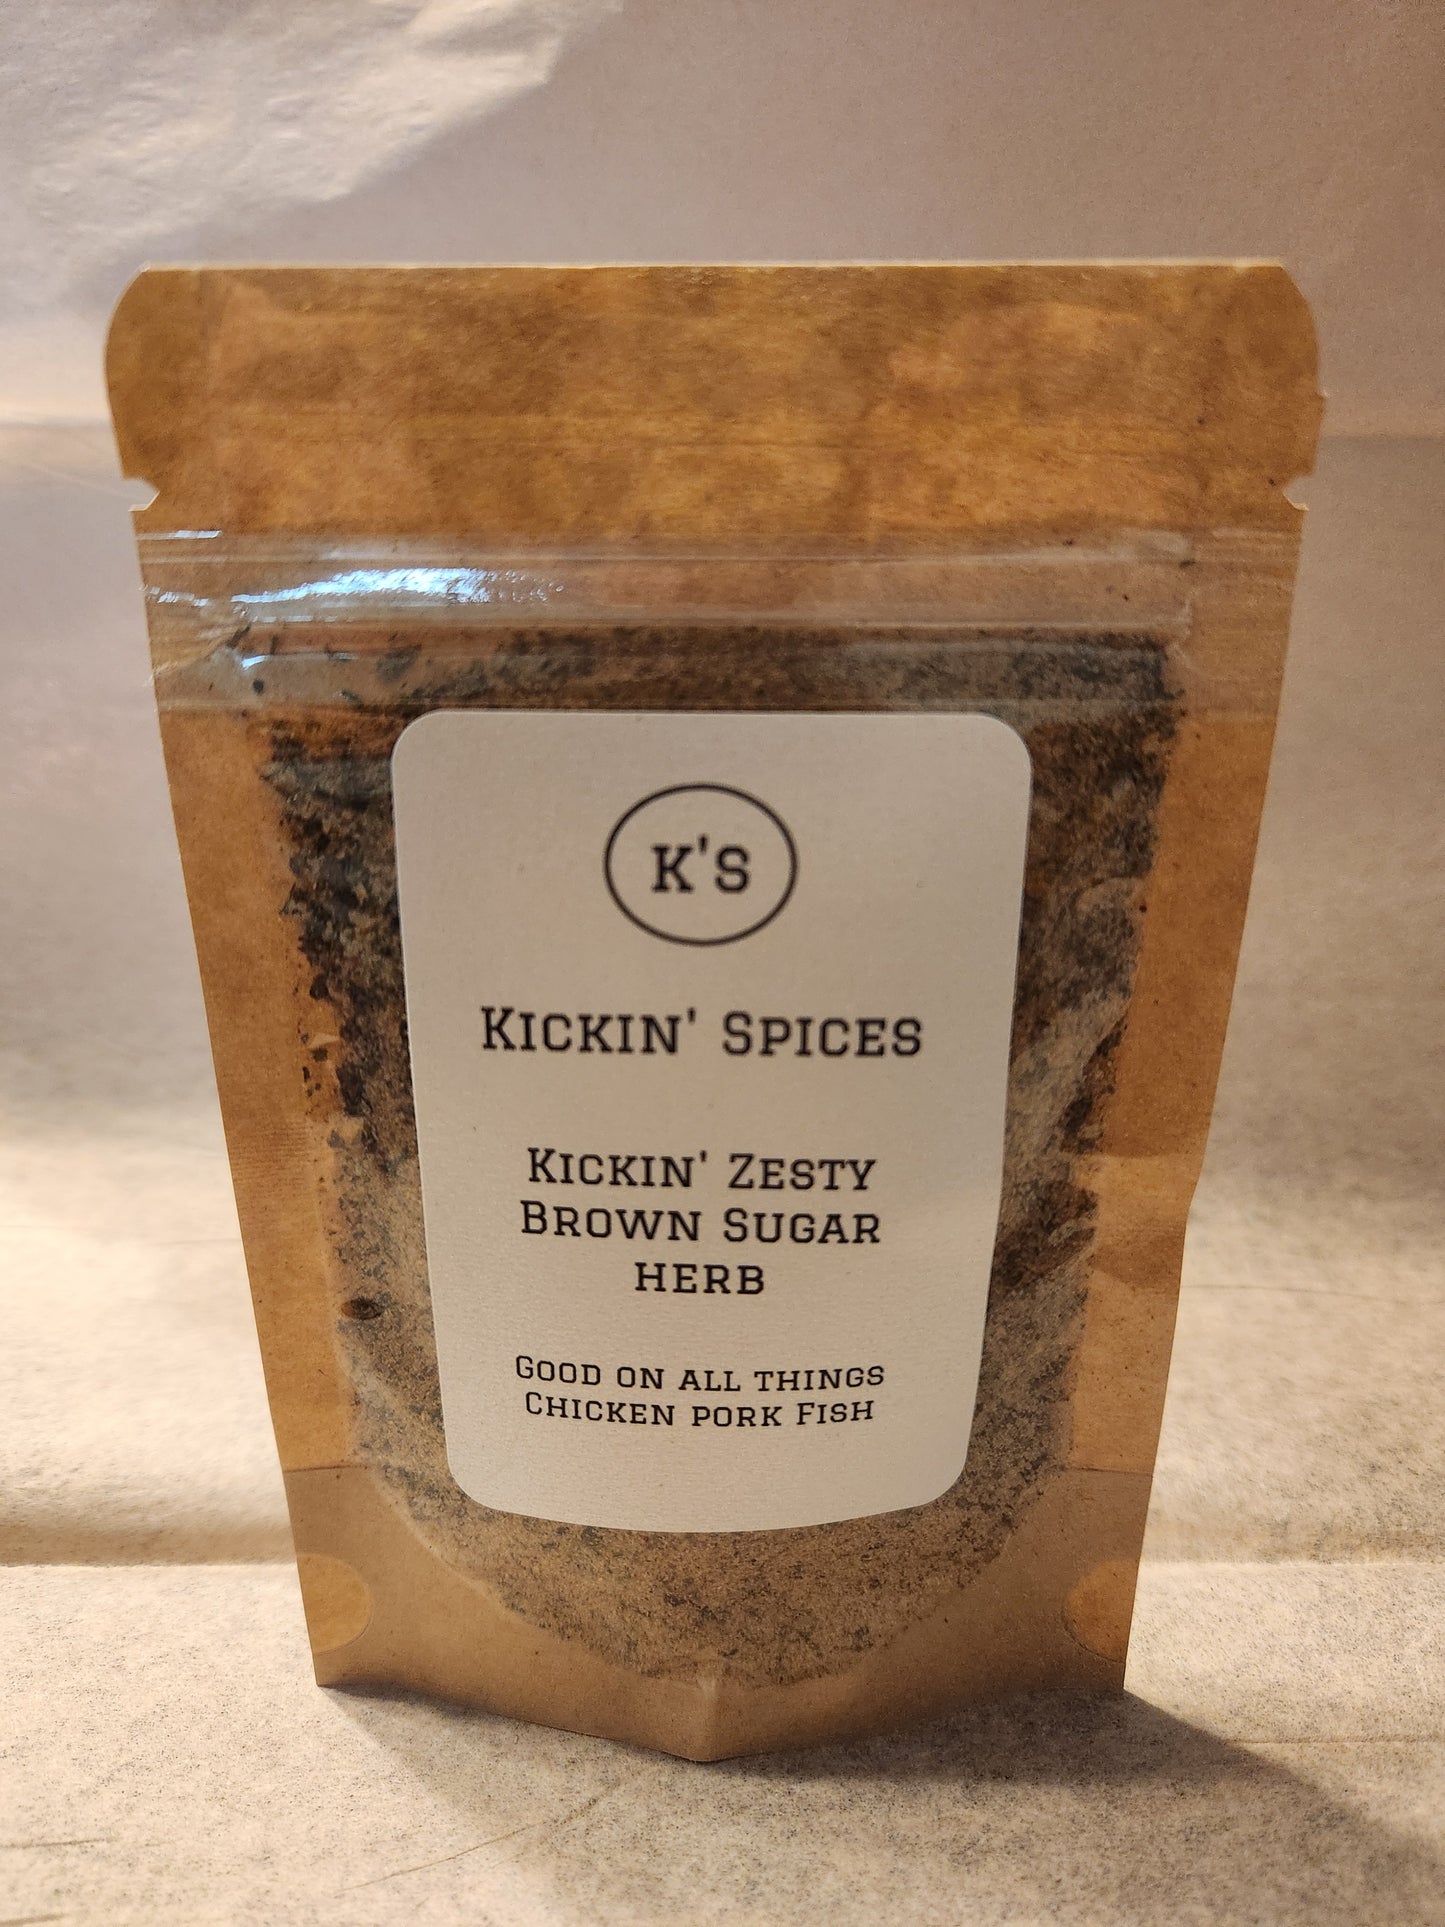 K's
Kickin' Spices
Kickin' Zesty
Brown Sugar
herb
Good on all things
Chicken pork Fish